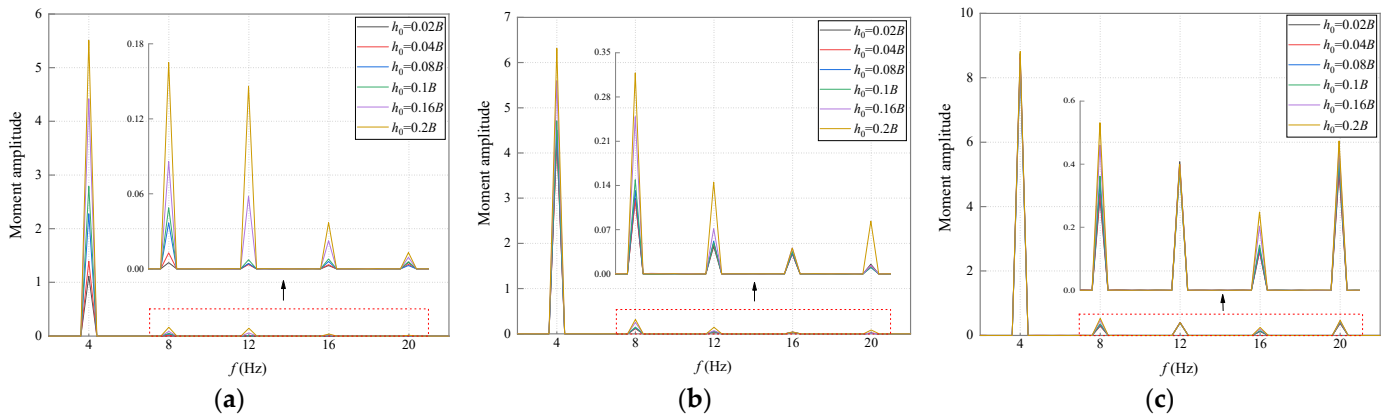 6
5
4
3
2
1
0
Moment amplitude
0.18
0.12
0.06
0.00
h0=0.02B
h0=0.04B
h0=0.08B
h0=0.1B
h0=0.16B
h0=0.2B
4 8 12 16 20
f (Hz)
(a)
7
6
5
4
3
2
1
0
Moment amplitude
0.35
0.28
0.21
0.14
0.07
0.00
h0=0.02B
h0=0.04B
h0=0.08B
h0=0.1B
h0=0.16B
h0=0.2B
4 8 12 16 20
f (Hz)
(b)
10
8
6
4
2
0
Moment amplitude
0.6
0.4
0.2
0.0
h0=0.02B
h0=0.04B
h0=0.08B
h0=0.1B
h0=0.16B
h0=0.2B
4 8 12 16 20
f (Hz)
(c)